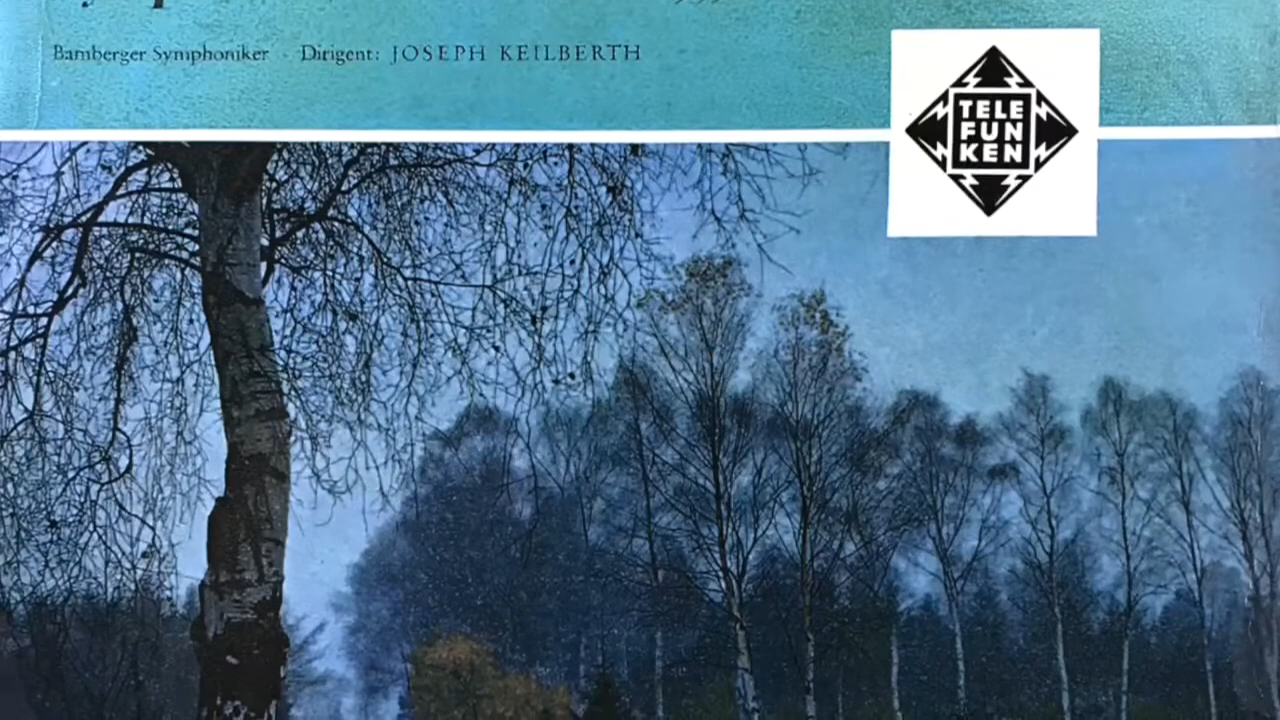 Bamberger Symphoniker · Dirigent: JOSEPH KEILBERTH
TELE
FUN
KEN